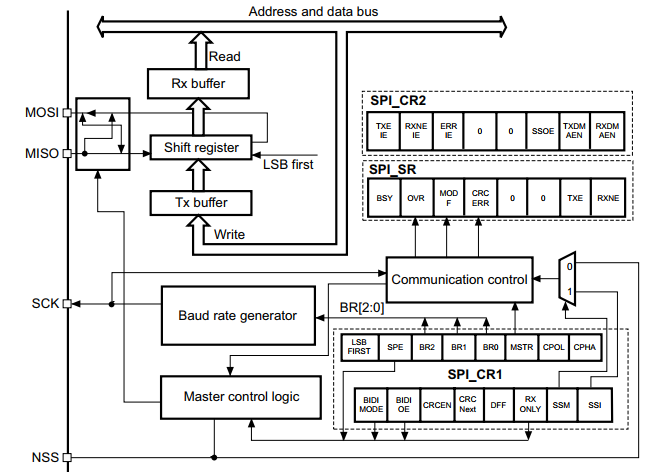 Address and data bus
Read
Rx buffer
MOSI
MISO
Shift register
LSB first
Tx buffer
Write
SPI_CR2
TXE
IE
RXNE
IE
ERR
IE
0
0
SSOE
TXDM
AEN
RXDM
AEN
SPI_SR
BSY
OVR
MOD
F
CRC
ERR
0
0
TXE
RXNE
Communication control
0
1
SCK
Baud rate generator
BR[2:0]
LSB
FIRST
SPE
BR2
BR1
BR0
MSTR
CPOL
CPHA
SPI_CR1
Master control logic
BIDI
MODE
BIDI
OE
CRCEN
CRC
Next
DFF
RX
ONLY
SSM
SSI
NSS